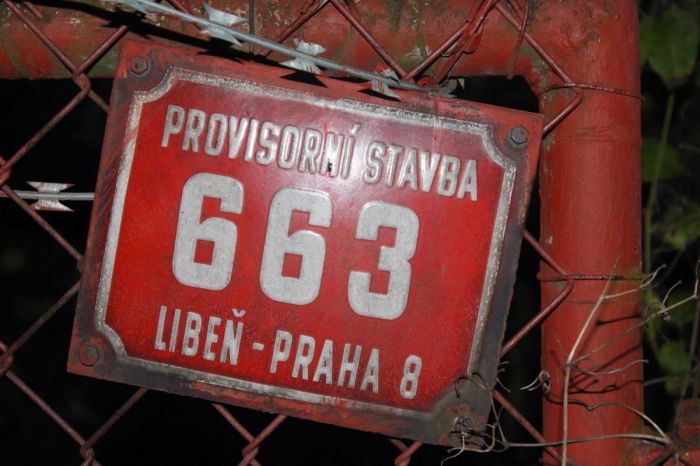 PROVISORNÍ STAVBA
663
LIBEŇ - PRAHA 8